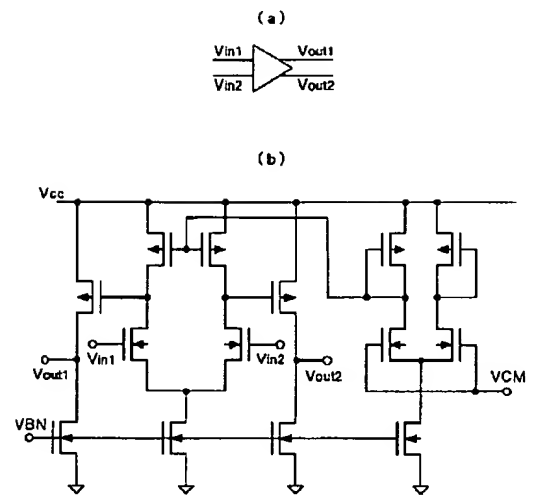 (a)
Vin1 Vout1
Vin2 Vout2
(b)
Vcc
Vin1 Vin2
Vout1 Vout2 VCM
VBN